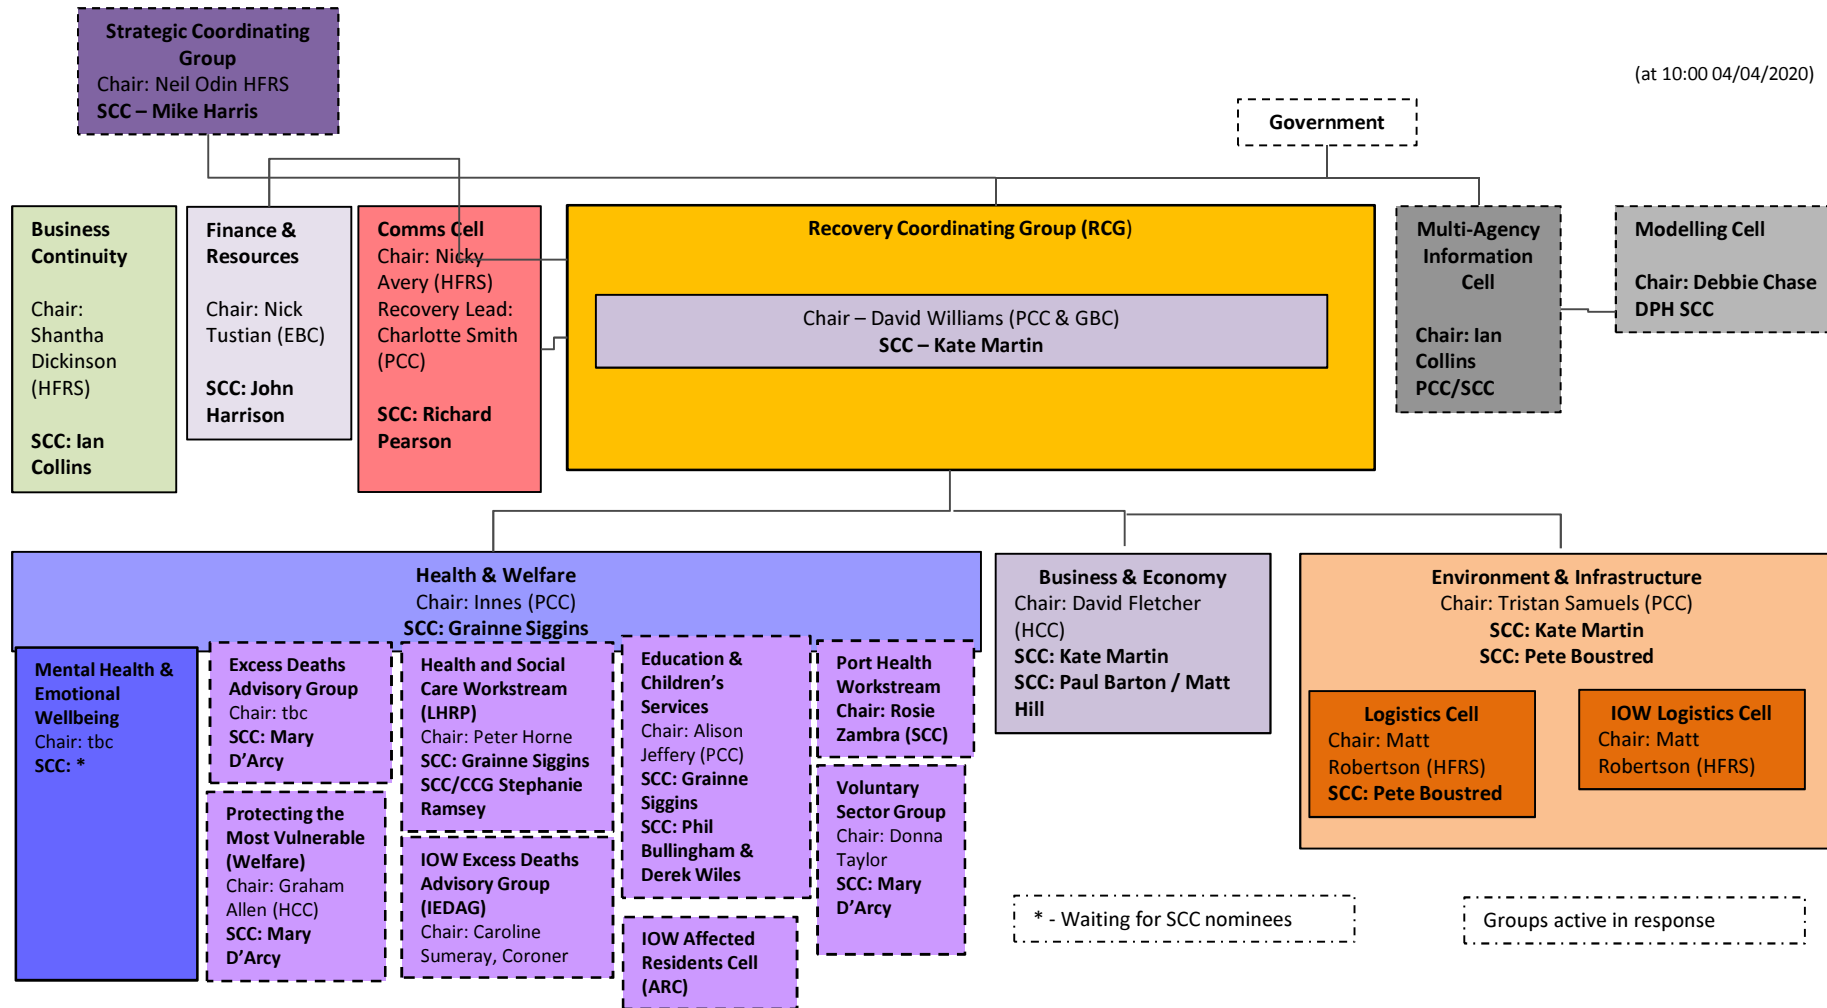 Strategic Coordinating
Group
Chair: Neil Odin HFRS
SCC – Mike Harris
(at 10:00 04/04/2020)
Government
Business
Continuity
Chair:
Shantha
Dickinson
(HFRS)
SCC: Ian
Collins
Finance &
Resources
Chair: Nick
Tustian (EBC)
SCC: John
Harrison
Comms Cell
Chair: Nicky
Avery (HFRS)
Recovery Lead:
Charlotte Smith
(PCC)
SCC: Richard
Pearson
Recovery Coordinating Group (RCG)
Chair – David Williams (PCC & GBC)
SCC – Kate Martin
Multi-Agency
Information
Cell
Chair: Ian
Collins
PCC/SCC
Modelling Cell
Chair: Debbie Chase
DPH SCC
Health & Welfare
Chair: Innes (PCC)
SCC: Grainne Siggins
Mental Health &
Emotional
Wellbeing
Chair: tbc
SCC: *
Excess Deaths
Advisory Group
Chair: tbc
SCC: Mary
D’Arcy
Protecting the
Most Vulnerable
(Welfare)
Chair: Graham
Allen (HCC)
SCC: Mary
D’Arcy
Health and Social
Care Workstream
(LHRP)
Chair: Peter Horne
SCC: Grainne Siggins
SCC/CCG Stephanie
Ramsey
IOW Excess Deaths
Advisory Group
(IEDAG)
Chair: Caroline
Sumeray, Coroner
Education &
Children’s
Services
Chair: Alison
Jeffery (PCC)
SCC: Grainne
Siggins
SCC: Phil
Bullingham &
Derek Wiles
IOW Affected
Residents Cell
(ARC)
Port Health
Workstream
Chair: Rosie
Zambra (SCC)
Voluntary
Sector Group
Chair: Donna
Taylor
SCC: Mary
D’Arcy
Business & Economy
Chair: David Fletcher
(HCC)
SCC: Kate Martin
SCC: Paul Barton / Matt
Hill
Environment & Infrastructure
Chair: Tristan Samuels (PCC)
SCC: Kate Martin
SCC: Pete Boustred
Logistics Cell
Chair: Matt
Robertson (HFRS)
SCC: Pete Boustred
IOW Logistics Cell
Chair: Matt
Robertson (HFRS)
* - Waiting for SCC nominees
Groups active in response